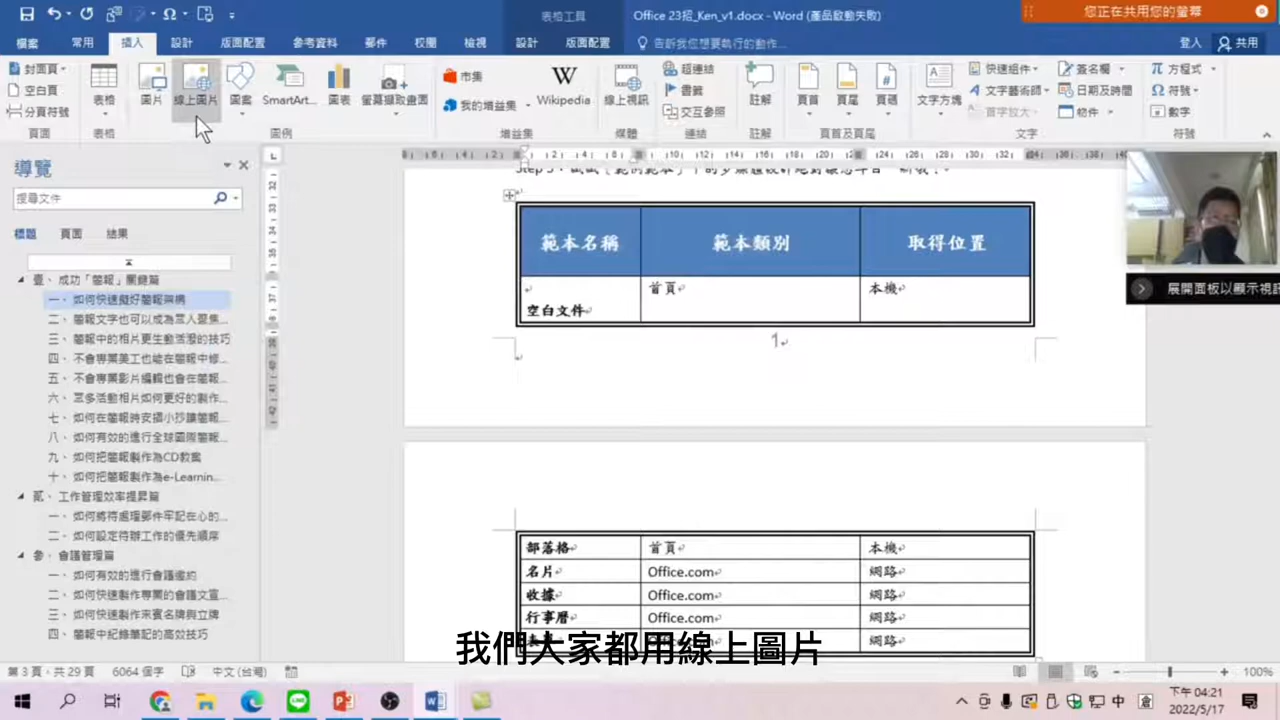 表格工具
Office 23招_Ken_v1.docx - Word (產品啟動失敗)
您正在共用您的螢幕
檔案 常用 插入 設計 版面配置 參考資料 郵件 校閱 檢視 設計 版面配置 告訴我您想要執行的動作... 登入 共用
封面頁
空白頁
分頁符號
頁面
表格
表格
圖片
線上圖片
圖案
SmartArt...
圖表
螢幕擷取畫面
圖例
市集
我的增益集
Wikipedia
增益集
線上視訊
媒體
超連結
書籤
交互參照
連結
註解
註解
頁首
頁尾
頁碼
頁首及頁尾
文字方塊
快速組件
文字藝術師
首字放大
簽名欄
日期及時間
物件
文字
方程式
符號
數字
符號
導覽
搜尋文件
標題 頁面 結果
壹、成功「簡報」關鍵篇
一、如何快速擬好簡報架構
二、簡報文字也可以成為眾人聚焦...
三、簡報中的相片更生動活潑的技巧
四、不會專業美工也能在簡報中修...
五、不會專業影片編輯也會在簡報...
六、眾多活動相片如何更好的製作...
七、如何在簡報時安插小抄讓簡報...
八、如何有效的進行全球國際簡報...
九、如何把簡報製作為CD教案
十、如何把簡報製作為e-Learnin...
貳、工作管理效率提昇篇
一、如何將待處理郵件牢記在心的...
二、如何設定待辦工作的優先順序
參、會議管理篇
一、如何有效的進行會議邀約
二、如何快速製作專業的會議文宣...
三、如何快速製作來賓名牌與立牌
四、簡報中紀錄筆記的高效技巧
範本名稱 範本類別 取得位置
空白文件 首頁 本機
1
部落格 首頁 本機
名片 Office.com 網路
收據 Office.com 網路
行事曆 Office.com 網路
網路
展開面板以顯示視訊
我們大家都用線上圖片
第 3 頁，共 29 頁 6064 個字 中文 (台灣) 100%
中
下午 04:21
2022/5/17